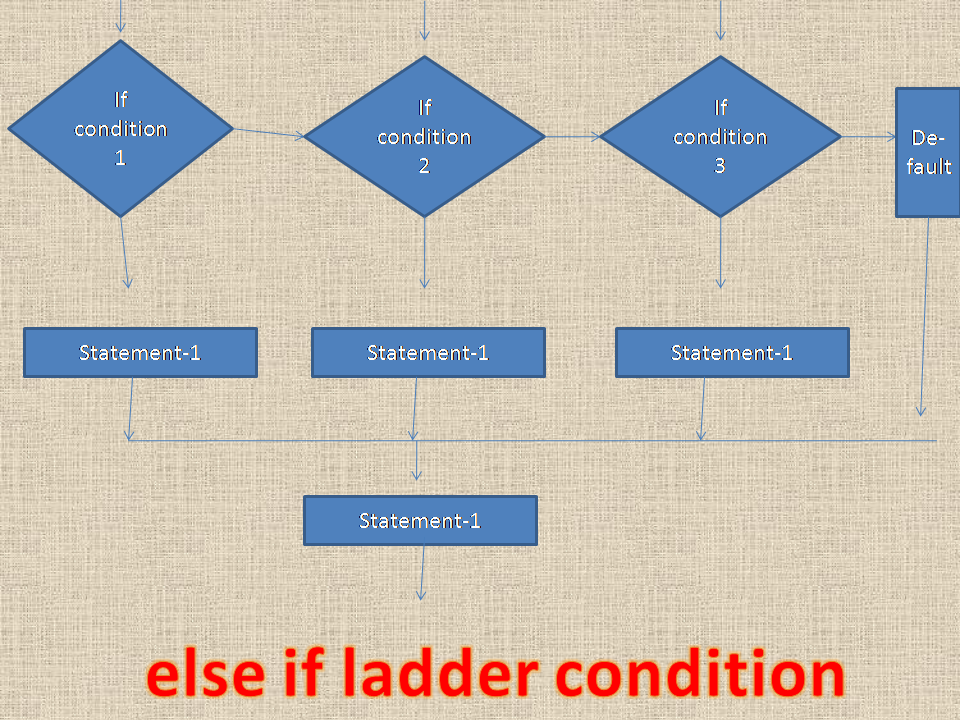 If
condition
1
If
condition
2
If
condition
3
De-
fault
Statement-1
Statement-1
Statement-1
Statement-1
else if ladder condition